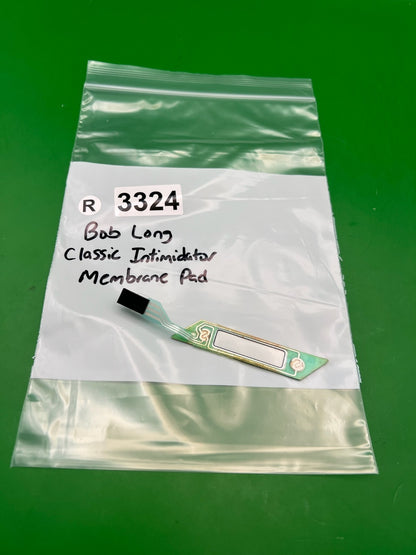 R 3324
Bob Long
Classic Intimidator
Membrane Pad